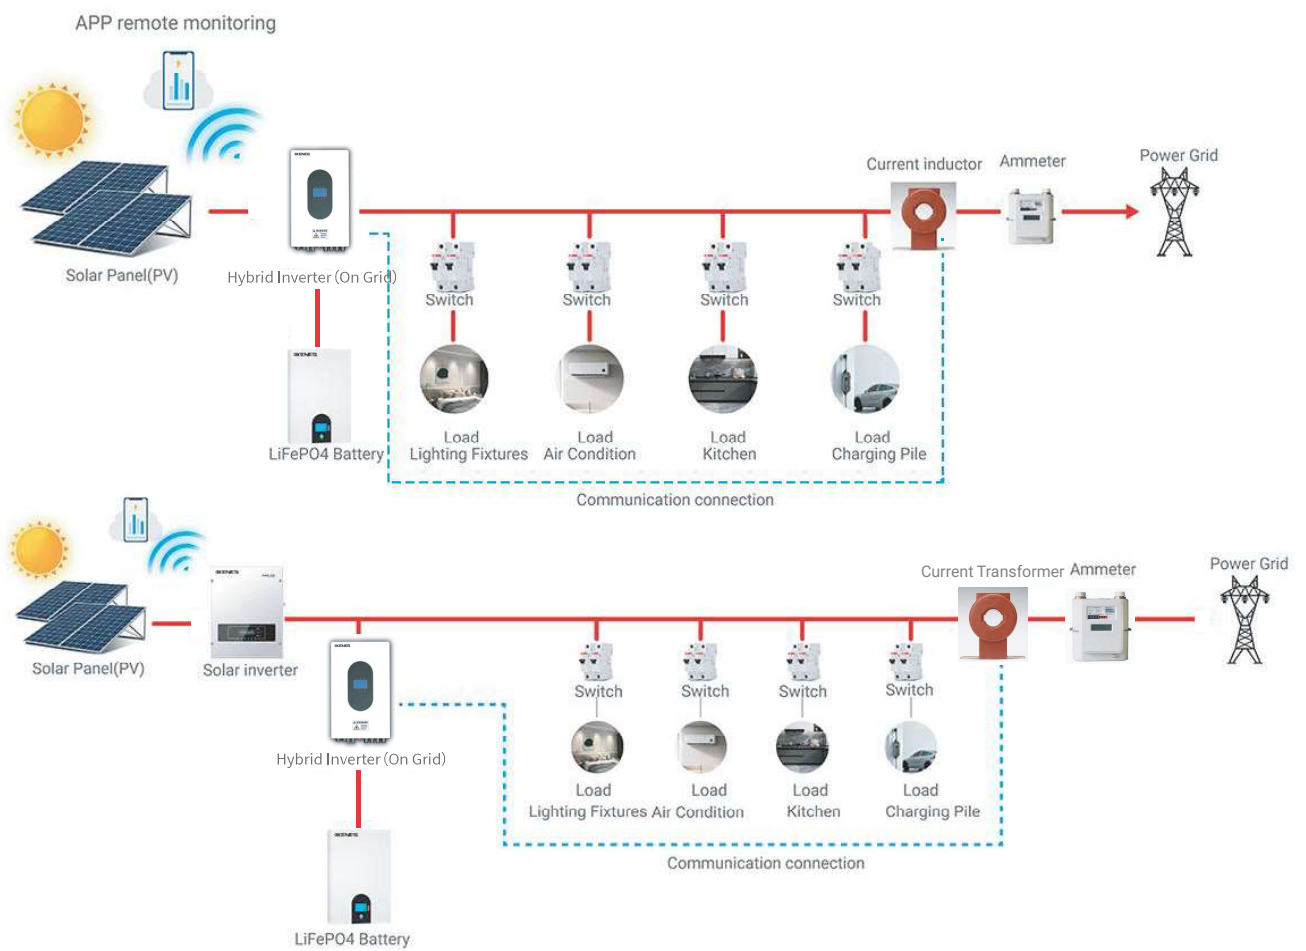 APP remote monitoring
Current inductor
Ammeter
Power Grid
Solar Panel(PV)
Hybrid Inverter(On Grid)
Switch
Switch
Switch
Switch
LiFePO4 Battery
Load
Lighting Fixtures
Load
Air Condition
Load
Kitchen
Load
Charging Pile
Communication connection
Current Transformer
Ammeter
Power Grid
Solar Panel(PV)
Solar inverter
Switch
Switch
Switch
Switch
Hybrid Inverter(On Grid)
Load
Lighting Fixtures
Load
Air Condition
Load
Kitchen
Load
Charging Pile
Communication connection
LiFePO4 Battery